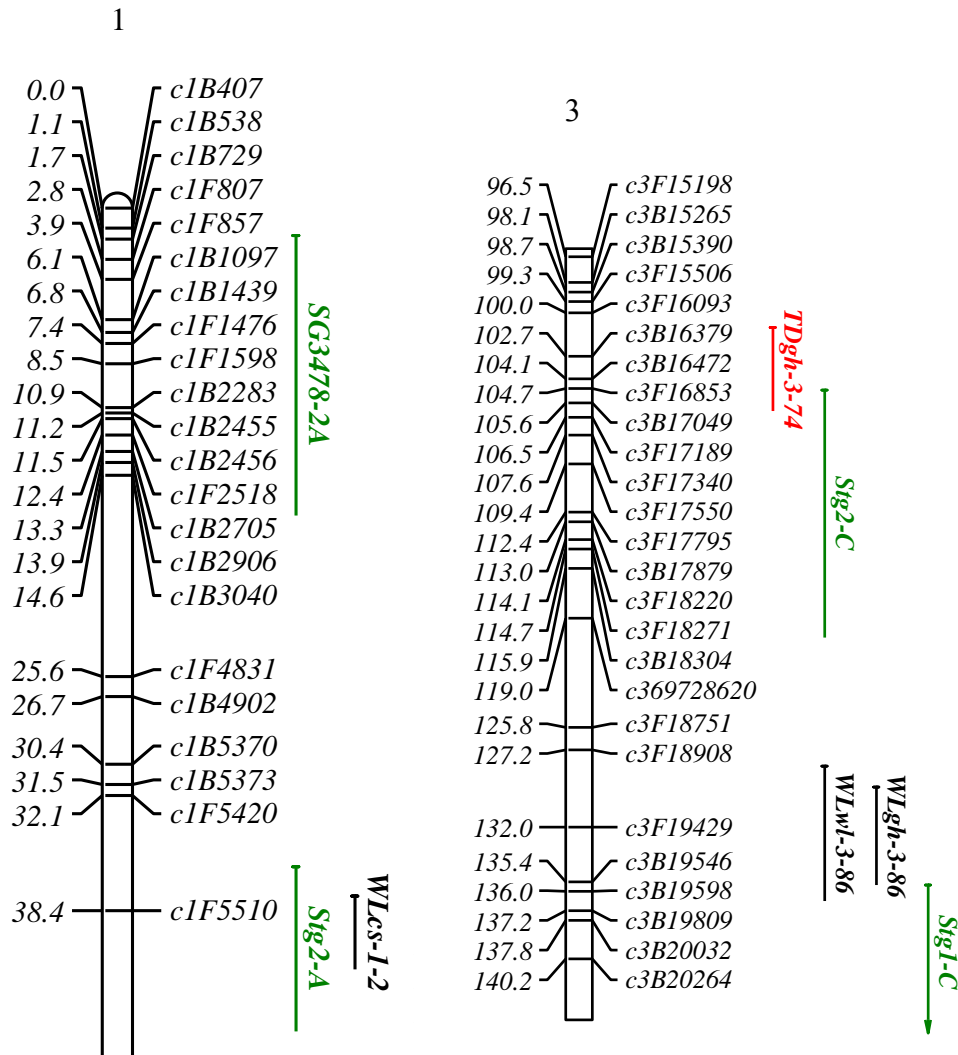 1
0.0 c1B407
1.1 c1B538
1.7 c1B729
2.8 c1F807
3.9 c1F857
6.1 c1B1097
6.8 c1B1439
7.4 c1F1476
8.5 c1F1598
10.9 c1B2283
11.2 c1B2455
11.5 c1B2456
12.4 c1F2518
13.3 c1B2705
13.9 c1B2906
14.6 c1B3040
25.6 c1F4831
26.7 c1B4902
30.4 c1B5370
31.5 c1B5373
32.1 c1F5420
38.4 c1F5510
SG3478-2A
Stg2-A
WLcs-1-2
3
96.5 c3F15198
98.1 c3B15265
98.7 c3B15390
99.3 c3F15506
100.0 c3F16093
102.7 c3B16379
104.1 c3B16472
104.7 c3F16853
105.6 c3B17049
106.5 c3F17189
107.6 c3F17340
109.4 c3F17550
112.4 c3F17795
113.0 c3B17879
114.1 c3F18220
114.7 c3F18271
115.9 c3B18304
119.0 c369728620
125.8 c3F18751
127.2 c3F18908
132.0 c3F19429
135.4 c3B19546
136.0 c3B19598
137.2 c3B19809
137.8 c3B20032
140.2 c3B20264
TDgh-3-74
Stg2-C
WLwl-3-86
WLgh-3-86
Stg1-C